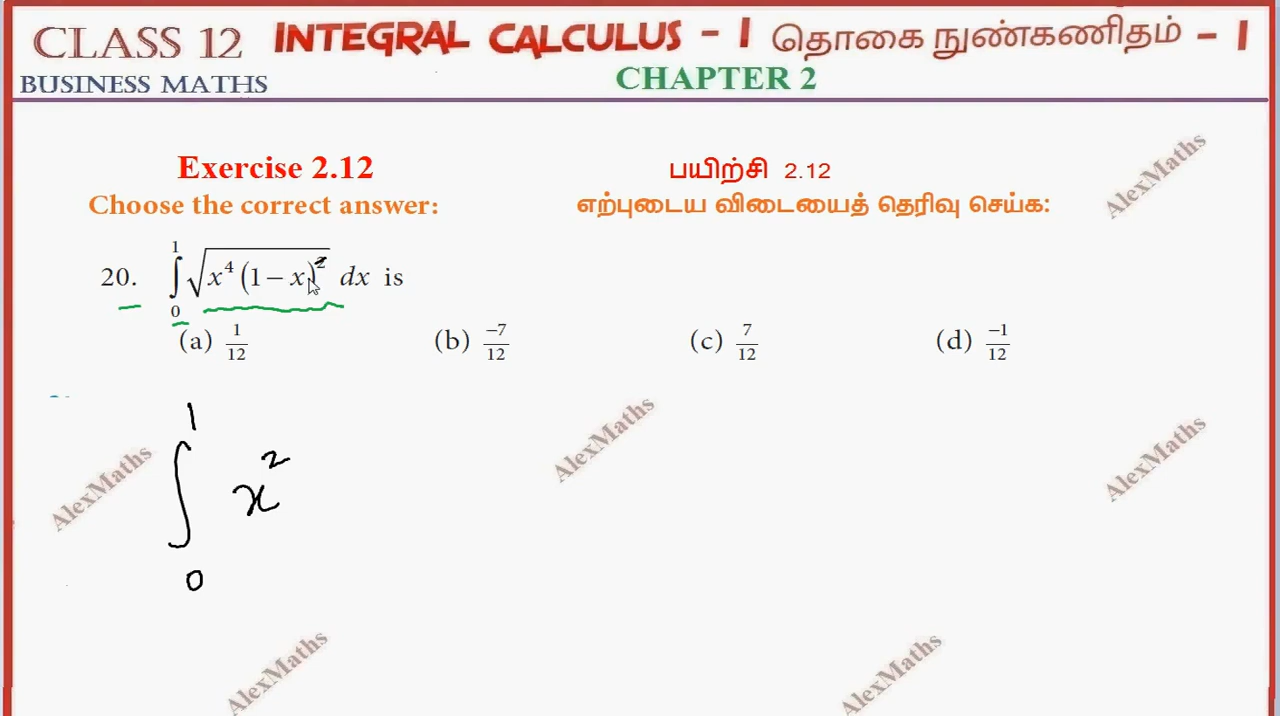 CLASS 12 INTEGRAL CALCULUS - I தொகை நுண்கணிதம் - I
BUSINESS MATHS CHAPTER 2
Exercise 2.12 பயிற்சி 2.12
Choose the correct answer: எற்புடைய விடையைத் தெரிவு செய்க:
20. ∫₀¹ √(x⁴(1−x)²) dx is
(a) 1/12 (b) −7/12 (c) 7/12 (d) −1/12
∫₀¹ x²
AlexMaths
AlexMaths
AlexMaths
AlexMaths
AlexMaths
AlexMaths